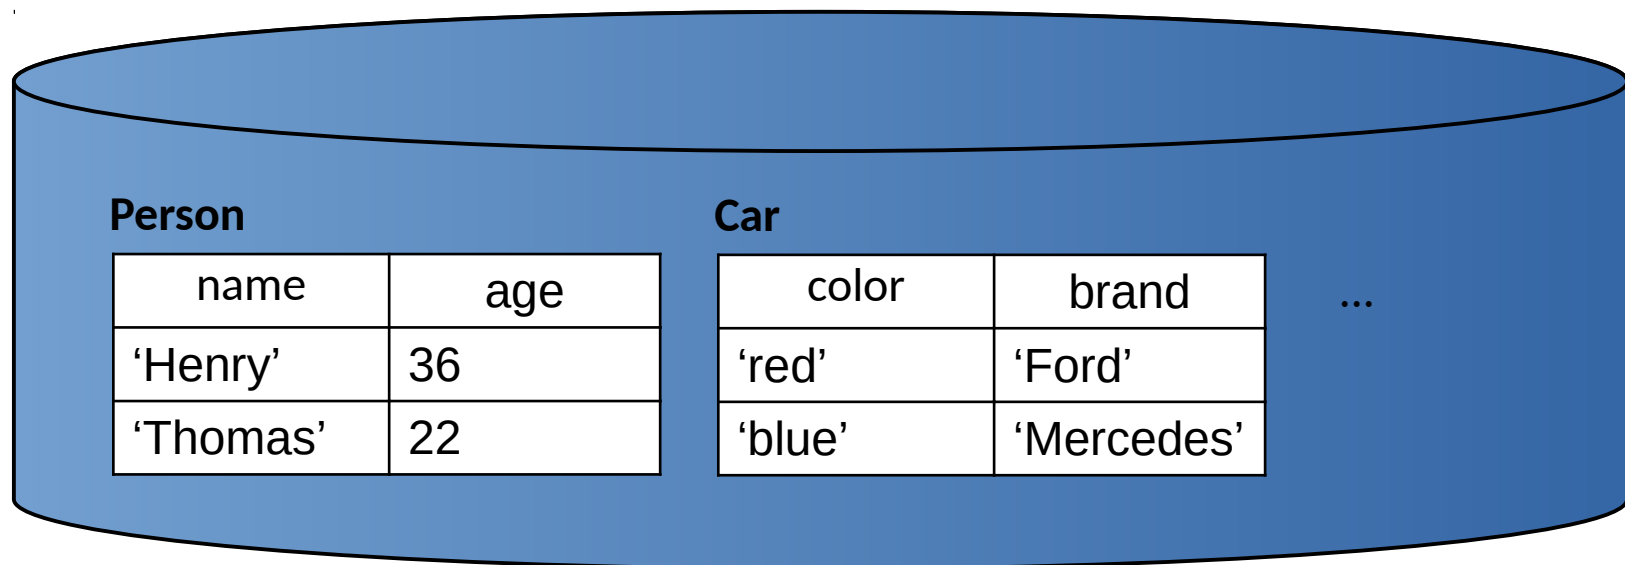 Person Car
name age color brand ...
‘Henry’ 36 ‘red’ ‘Ford’
‘Thomas’ 22 ‘blue’ ‘Mercedes’